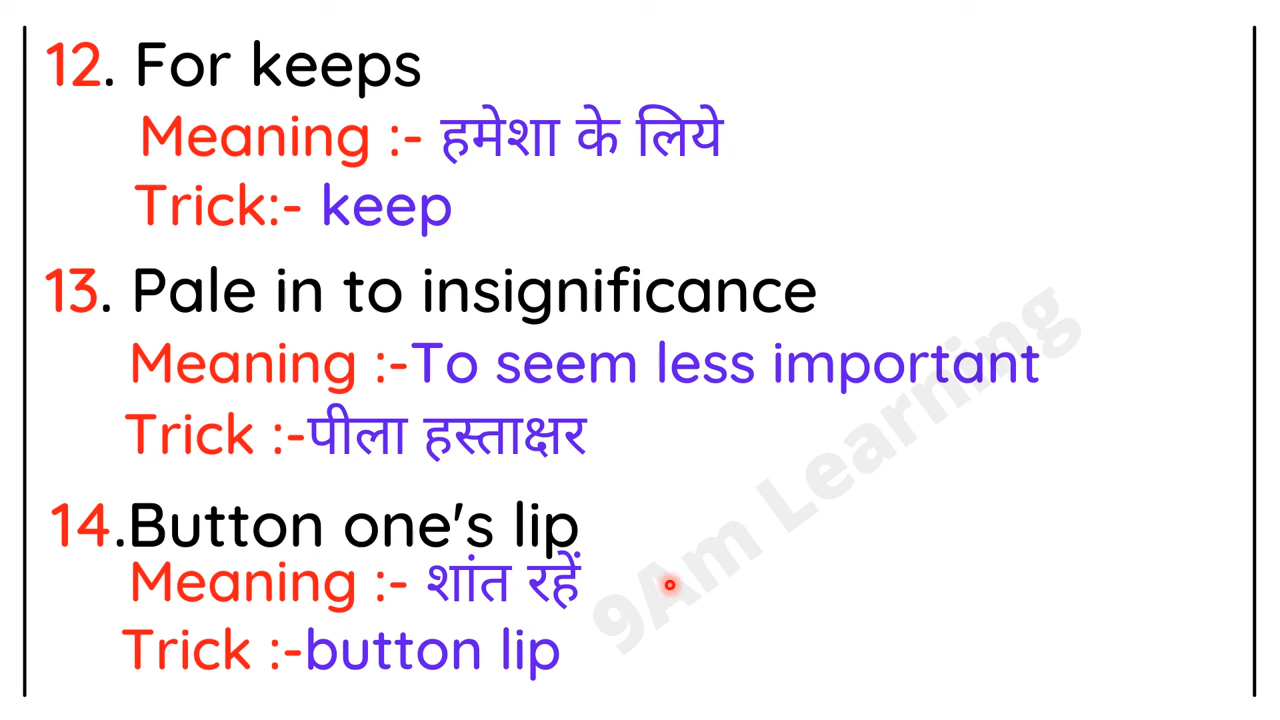 12. For keeps
Meaning :- हमेशा के लिये
Trick:- keep
13. Pale in to insignificance
Meaning :-To seem less important
Trick :-पीला हस्ताक्षर
14.Button one's lip
Meaning :- शांत रहें
Trick :-button lip
9Am Learning